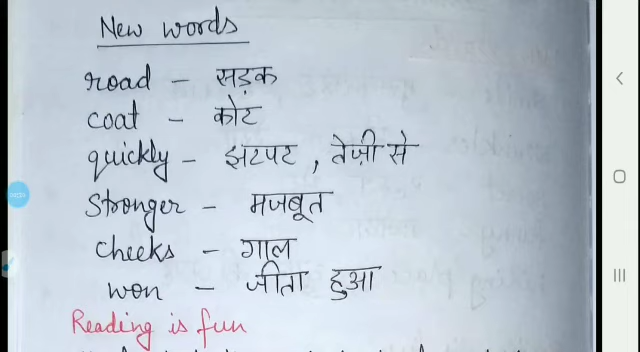 New words
road - सड़क
coat - कोट
quickly - झटपट , तेज़ी से
stronger - मजबूत
cheeks - गाल
won - जीता हुआ
Reading is fun